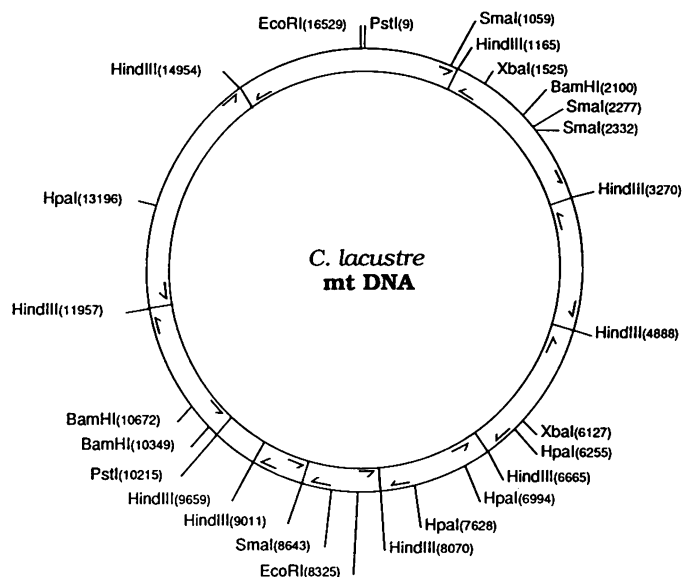 EcoRI(16529)
PstI(9)
SmaI(1059)
HindIII(1165)
XbaI(1525)
BamHI(2100)
SmaI(2277)
SmaI(2332)
HindIII(3270)
HindIII(4888)
XbaI(6127)
HpaI(6255)
HindIII(6665)
HpaI(6994)
HpaI(7628)
HindIII(8070)
EcoRI(8325)
SmaI(8643)
HindIII(9011)
HindIII(9659)
PstI(10215)
BamHI(10349)
BamHI(10672)
HindIII(11957)
HpaI(13196)
HindIII(14954)
C. lacustre
mt DNA